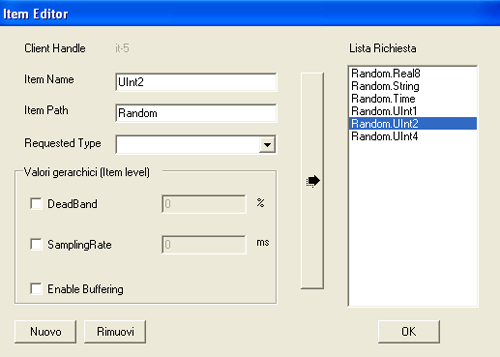 Item Editor
Client Handle it-5
Item Name UInt2
Item Path Random
Requested Type
Valori gerarchici (Item level)
DeadBand 0 %
SamplingRate 0 ms
Enable Buffering
Nuovo Rimuovi
Lista Richiesta
Random.Real8
Random.String
Random.Time
Random.UInt1
Random.UInt2
Random.UInt4
OK